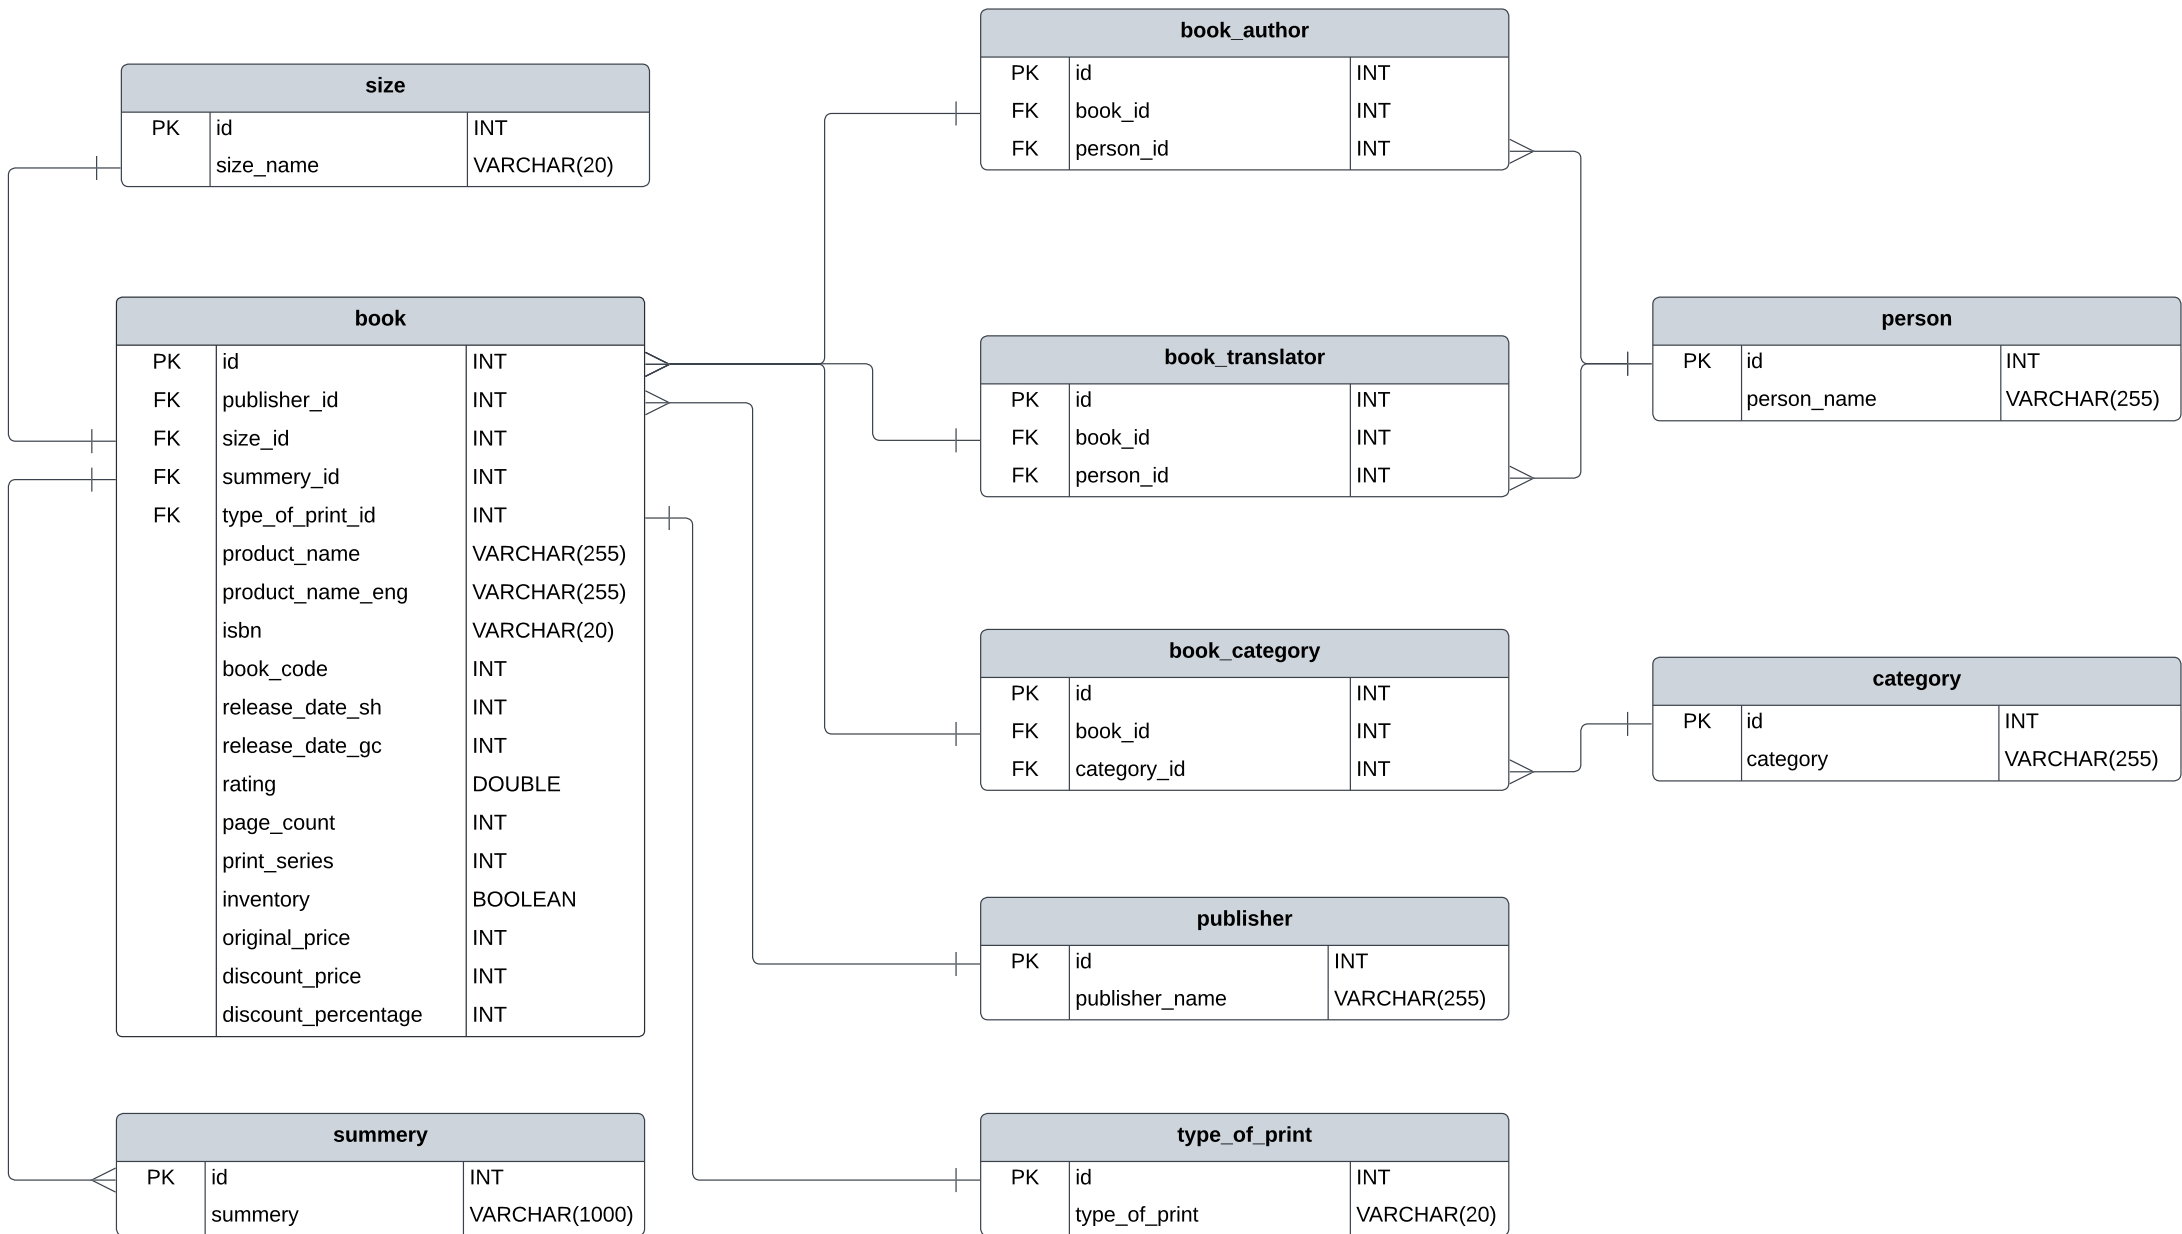 size
PK id INT
size_name VARCHAR(20)
book
PK id INT
FK publisher_id INT
FK size_id INT
FK summery_id INT
FK type_of_print_id INT
product_name VARCHAR(255)
product_name_eng VARCHAR(255)
isbn VARCHAR(20)
book_code INT
release_date_sh INT
release_date_gc INT
rating DOUBLE
page_count INT
print_series INT
inventory BOOLEAN
original_price INT
discount_price INT
discount_percentage INT
summery
PK id INT
summery VARCHAR(1000)
book_author
PK id INT
FK book_id INT
FK person_id INT
book_translator
PK id INT
FK book_id INT
FK person_id INT
book_category
PK id INT
FK book_id INT
FK category_id INT
publisher
PK id INT
publisher_name VARCHAR(255)
type_of_print
PK id INT
type_of_print VARCHAR(20)
person
PK id INT
person_name VARCHAR(255)
category
PK id INT
category VARCHAR(255)